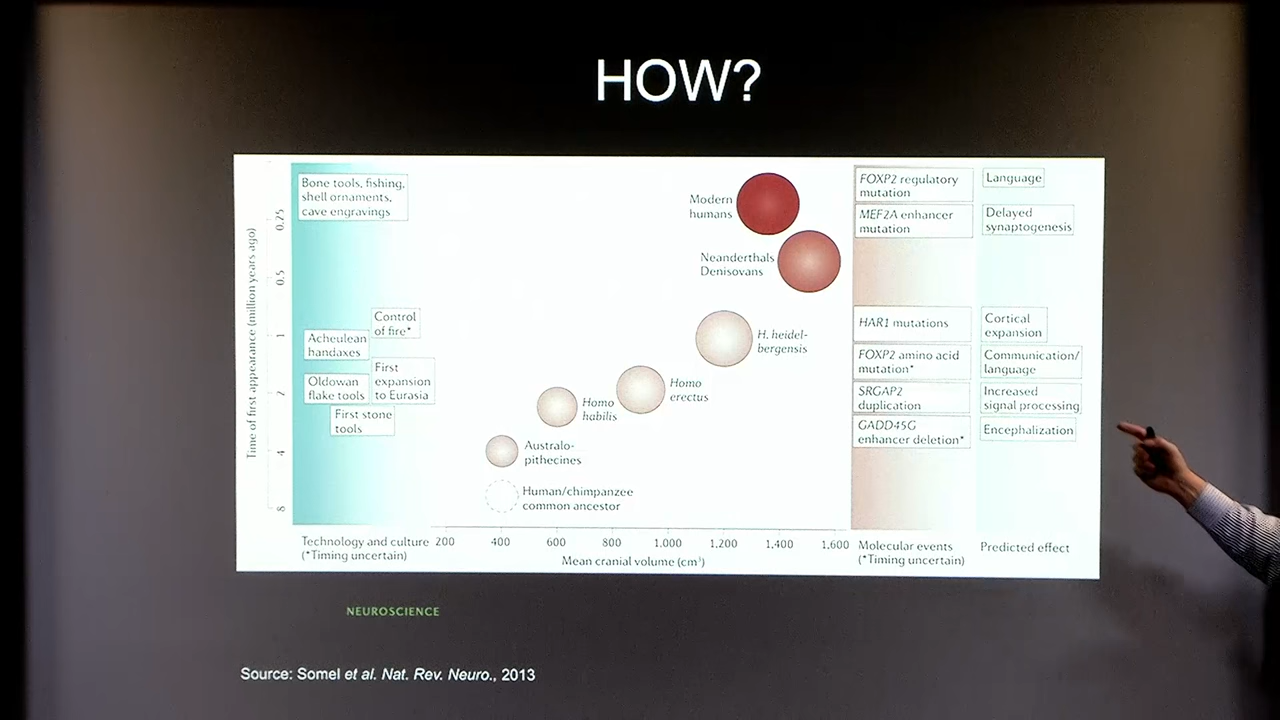 HOW?
Bone tools, fishing,
shell ornaments,
cave engravings
Control
of fire*
Acheulean
handaxes
First
expansion
to Eurasia
Oldowan
flake tools
First stone
tools
Time of first appearance (million years ago)
0.25
0.5
1
2
4
8
Modern
humans
Neanderthals
Denisovans
H. heidel-
bergensis
Homo
erectus
Homo
habilis
Australo-
pithecines
Human/chimpanzee
common ancestor
FOXP2 regulatory
mutation
Language
MEF2A enhancer
mutation
Delayed
synaptogenesis
HAR1 mutations
Cortical
expansion
FOXP2 amino acid
mutation*
Communication/
language
SRGAP2
duplication
Increased
signal processing
GADD45G
enhancer deletion*
Encephalization
Technology and culture
(*Timing uncertain)
200 400 600 800 1,000 1,200 1,400 1,600
Mean cranial volume (cm³)
Molecular events
(*Timing uncertain)
Predicted effect
NEUROSCIENCE
Source: Somel et al. Nat. Rev. Neuro., 2013